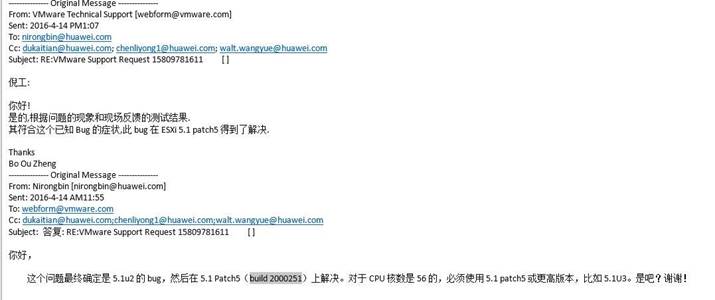 --------------- Original Message ---------------
From: VMware Technical Support [webform@vmware.com]
Sent: 2016-4-14 PM1:07
To: nirongbin@huawei.com
Cc: dukaitian@huawei.com; chenliyong1@huawei.com; walt.wangyue@huawei.com
Subject: RE:VMware Support Request 15809781611 [ ]
倪工:
你好!
是的,根据问题的现象和现场反馈的测试结果.
其符合这个已知 Bug 的症状,此 bug 在 ESXi 5.1 patch5 得到了解决.
Thanks
Bo Ou Zheng
--------------- Original Message ---------------
From: Nirongbin [nirongbin@huawei.com]
Sent: 2016-4-14 AM11:55
To: webform@vmware.com
Cc: dukaitian@huawei.com;chenliyong1@huawei.com;walt.wangyue@huawei.com
Subject: 答复: RE:VMware Support Request 15809781611 [ ]
你好，
这个问题最终确定是 5.1u2 的 bug，然后在 5.1 Patch5（build 2000251）上解决。对于 CPU 核数是 56 的，必须使用 5.1 patch5 或更高版本，比如 5.1U3。是吧？谢谢！